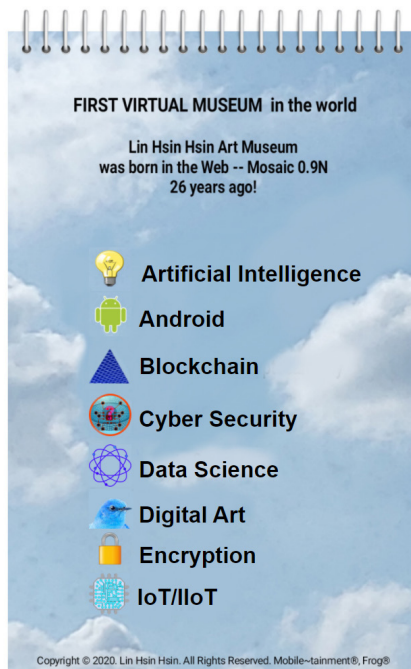 FIRST VIRTUAL MUSEUM in the world
Lin Hsin Hsin Art Museum
was born in the Web -- Mosaic 0.9N
26 years ago!
Artificial Intelligence
Android
Blockchain
Cyber Security
Data Science
Digital Art
Encryption
IoT/IIoT
Copyright © 2020. Lin Hsin Hsin. All Rights Reserved. Mobile~tainment®, Frog®